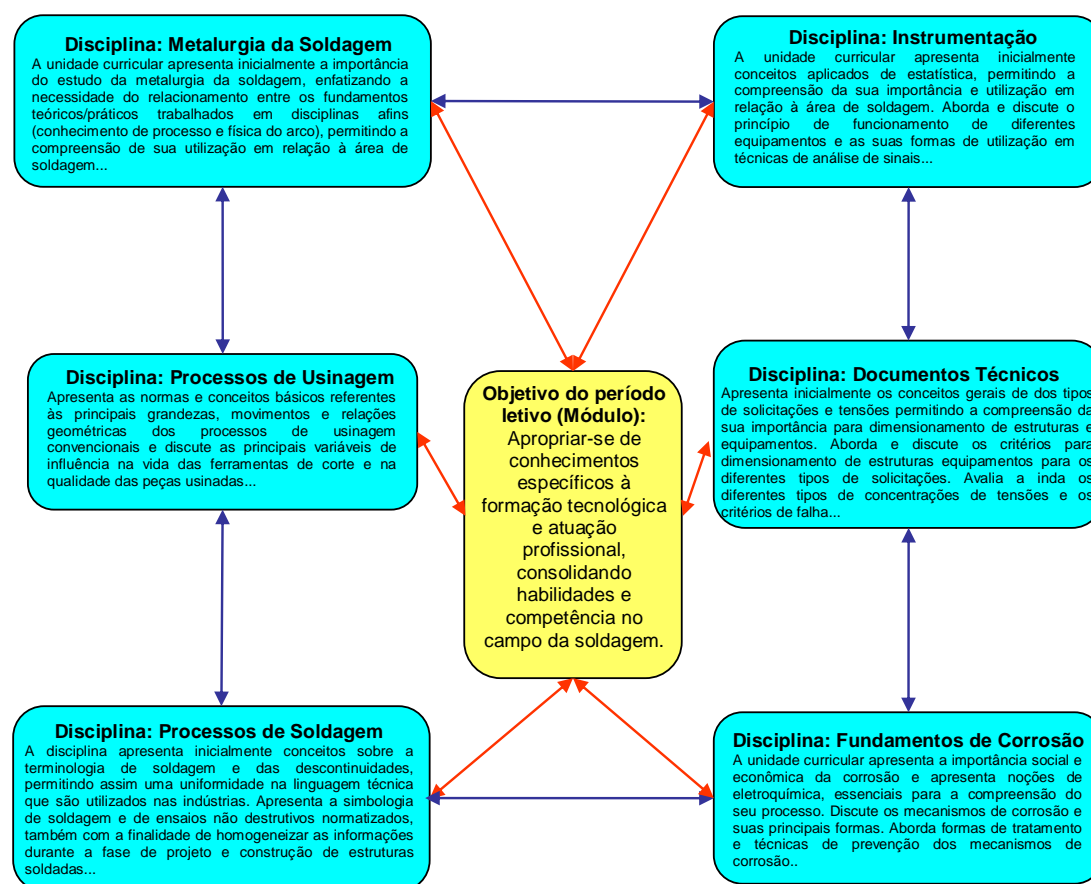 Disciplina: Metalurgia da Soldagem
A unidade curricular apresenta inicialmente a importância
do estudo da metalurgia da soldagem, enfatizando a
necessidade do relacionamento entre os fundamentos
teóricos/práticos trabalhados em disciplinas afins
(conhecimento de processo e física do arco), permitindo a
compreensão de sua utilização em relação à área de
soldagem...
Disciplina: Instrumentação
A unidade curricular apresenta inicialmente
conceitos aplicados de estatística, permitindo a
compreensão da sua importância e utilização em
relação à área de soldagem. Aborda e discute o
princípio de funcionamento de diferentes
equipamentos e as suas formas de utilização em
técnicas de análise de sinais...
Disciplina: Processos de Usinagem
Apresenta as normas e conceitos básicos referentes
às principais grandezas, movimentos e relações
geométricas dos processos de usinagem
convencionais e discute as principais variáveis de
influência na vida das ferramentas de corte e na
qualidade das peças usinadas...
Objetivo do período
letivo (Módulo):
Apropriar-se de
conhecimentos
específicos à
formação tecnológica
e atuação
profissional,
consolidando
habilidades e
competência no
campo da soldagem.
Disciplina: Documentos Técnicos
Apresenta inicialmente os conceitos gerais de dos tipos
de solicitações e tensões permitindo a compreensão da
sua importância para dimensionamento de estruturas e
equipamentos. Aborda e discute os critérios para
dimensionamento de estruturas equipamentos para os
diferentes tipos de solicitações. Avalia a inda os
diferentes tipos de concentrações de tensões e os
critérios de falha...
Disciplina: Processos de Soldagem
A disciplina apresenta inicialmente conceitos sobre a
terminologia de soldagem e das descontinuidades,
permitindo assim uma uniformidade na linguagem técnica
que são utilizados nas indústrias. Apresenta a simbologia
de soldagem e de ensaios não destrutivos normatizados,
também com a finalidade de homogeneizar as informações
durante a fase de projeto e construção de estruturas
soldadas...
Disciplina: Fundamentos de Corrosão
A unidade curricular apresenta a importância social e
econômica da corrosão e apresenta noções de
eletroquímica, essenciais para a compreensão do
seu processo. Discute os mecanismos de corrosão e
suas principais formas. Aborda formas de tratamento
e técnicas de prevenção dos mecanismos de
corrosão..